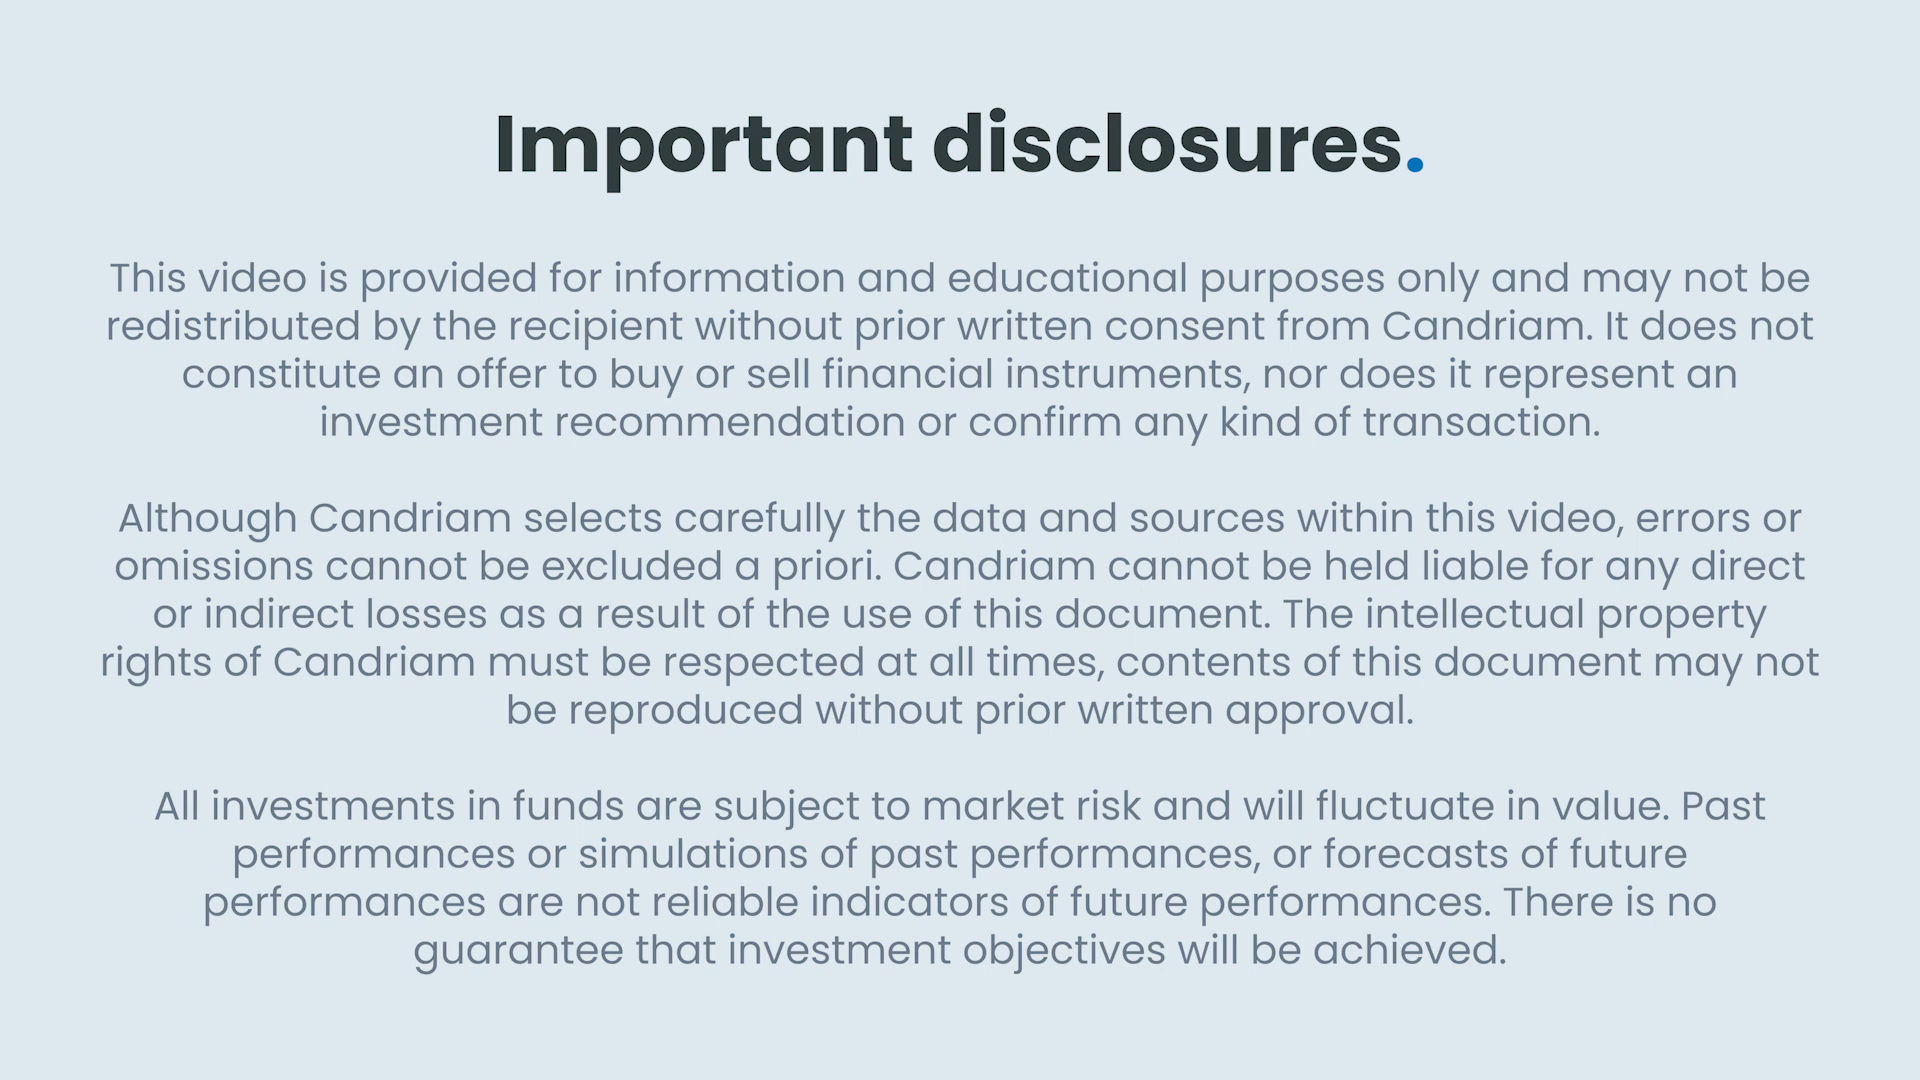 Important disclosures.
This video is provided for information and educational purposes only and may not be
redistributed by the recipient without prior written consent from Candriam. It does not
constitute an offer to buy or sell financial instruments, nor does it represent an
investment recommendation or confirm any kind of transaction.
Although Candriam selects carefully the data and sources within this video, errors or
omissions cannot be excluded a priori. Candriam cannot be held liable for any direct
or indirect losses as a result of the use of this document. The intellectual property
rights of Candriam must be respected at all times, contents of this document may not
be reproduced without prior written approval.
All investments in funds are subject to market risk and will fluctuate in value. Past
performances or simulations of past performances, or forecasts of future
performances are not reliable indicators of future performances. There is no
guarantee that investment objectives will be achieved.